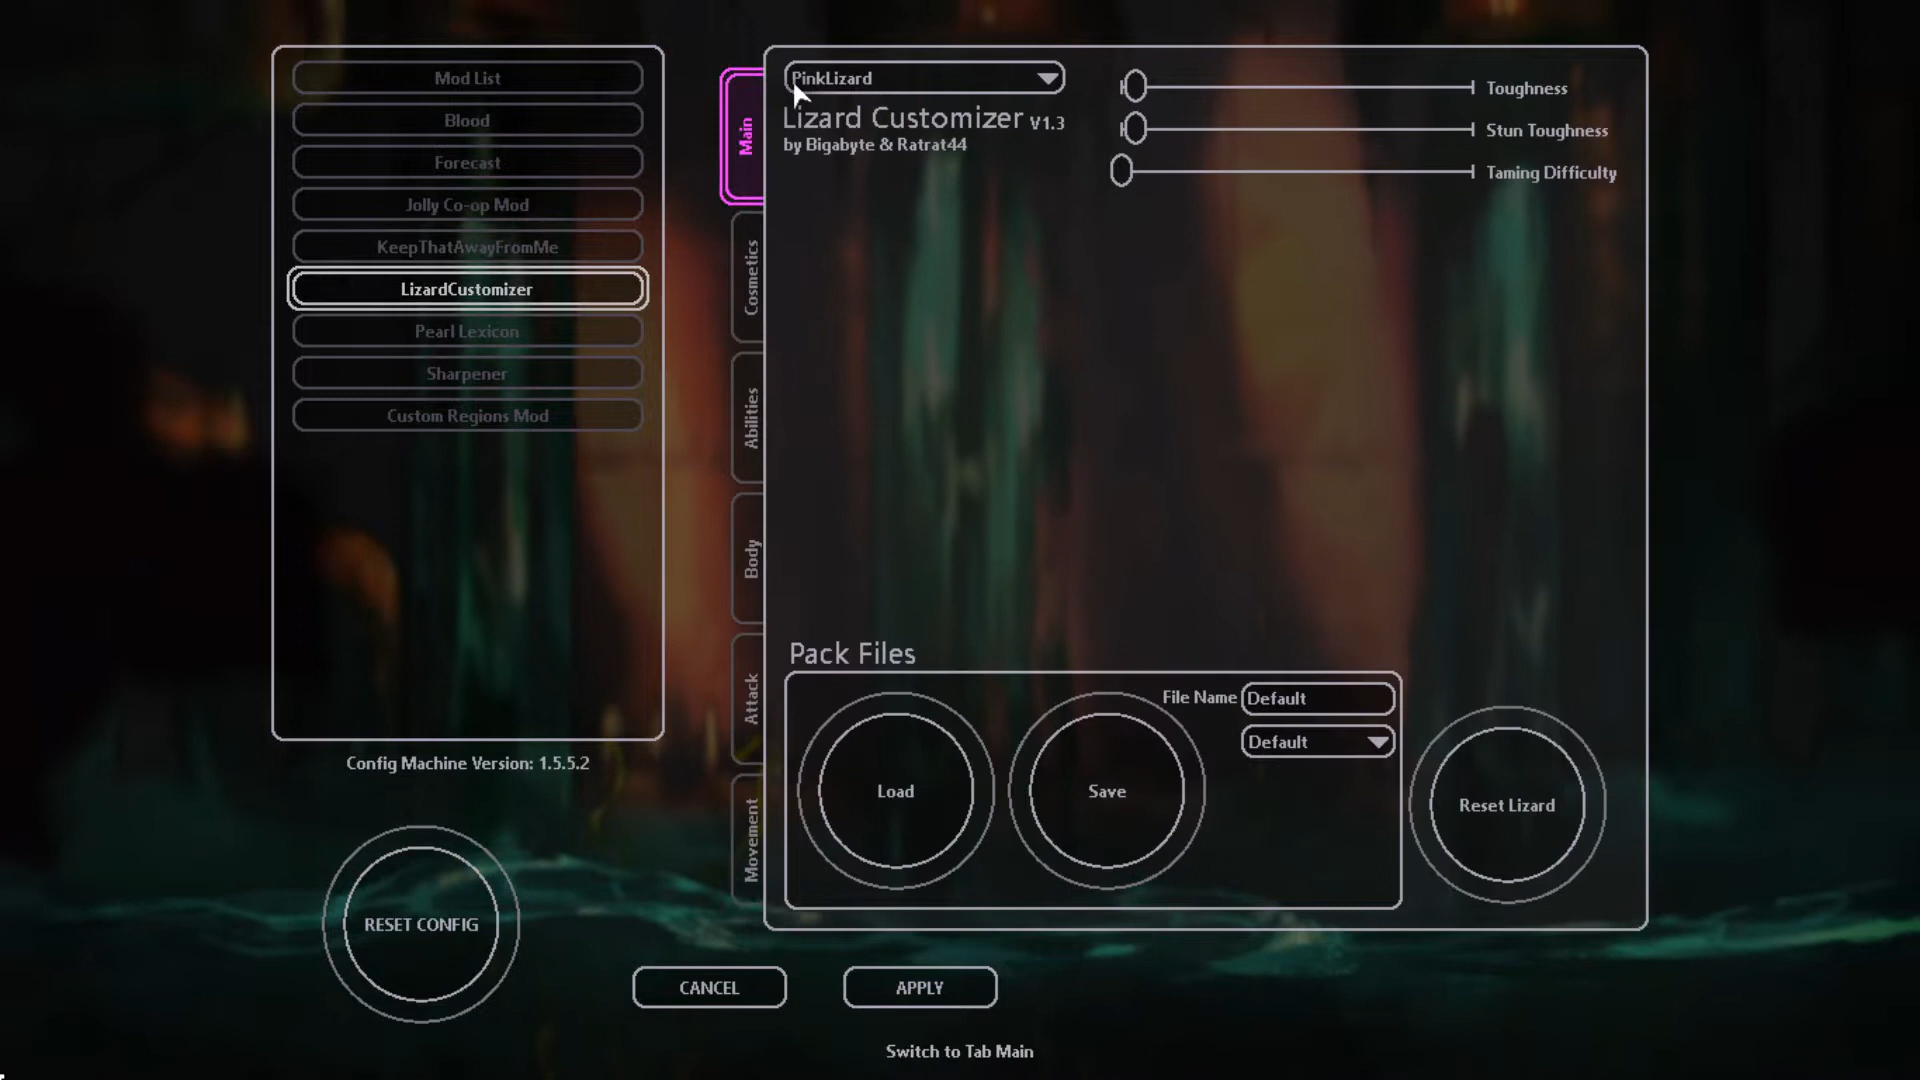 Mod List
Blood
Forecast
Jolly Co-op Mod
KeepThatAwayFromMe
LizardCustomizer
Pearl Lexicon
Sharpener
Custom Regions Mod
Config Machine Version: 1.5.5.2
RESET CONFIG
Main
Cosmetics
Abilities
Body
Attack
Movement
PinkLizard
Lizard Customizer V1.3
by Bigabyte & Ratrat44
Toughness
Stun Toughness
Taming Difficulty
Pack Files
Load
Save
File Name Default
Default
Reset Lizard
CANCEL
APPLY
Switch to Tab Main